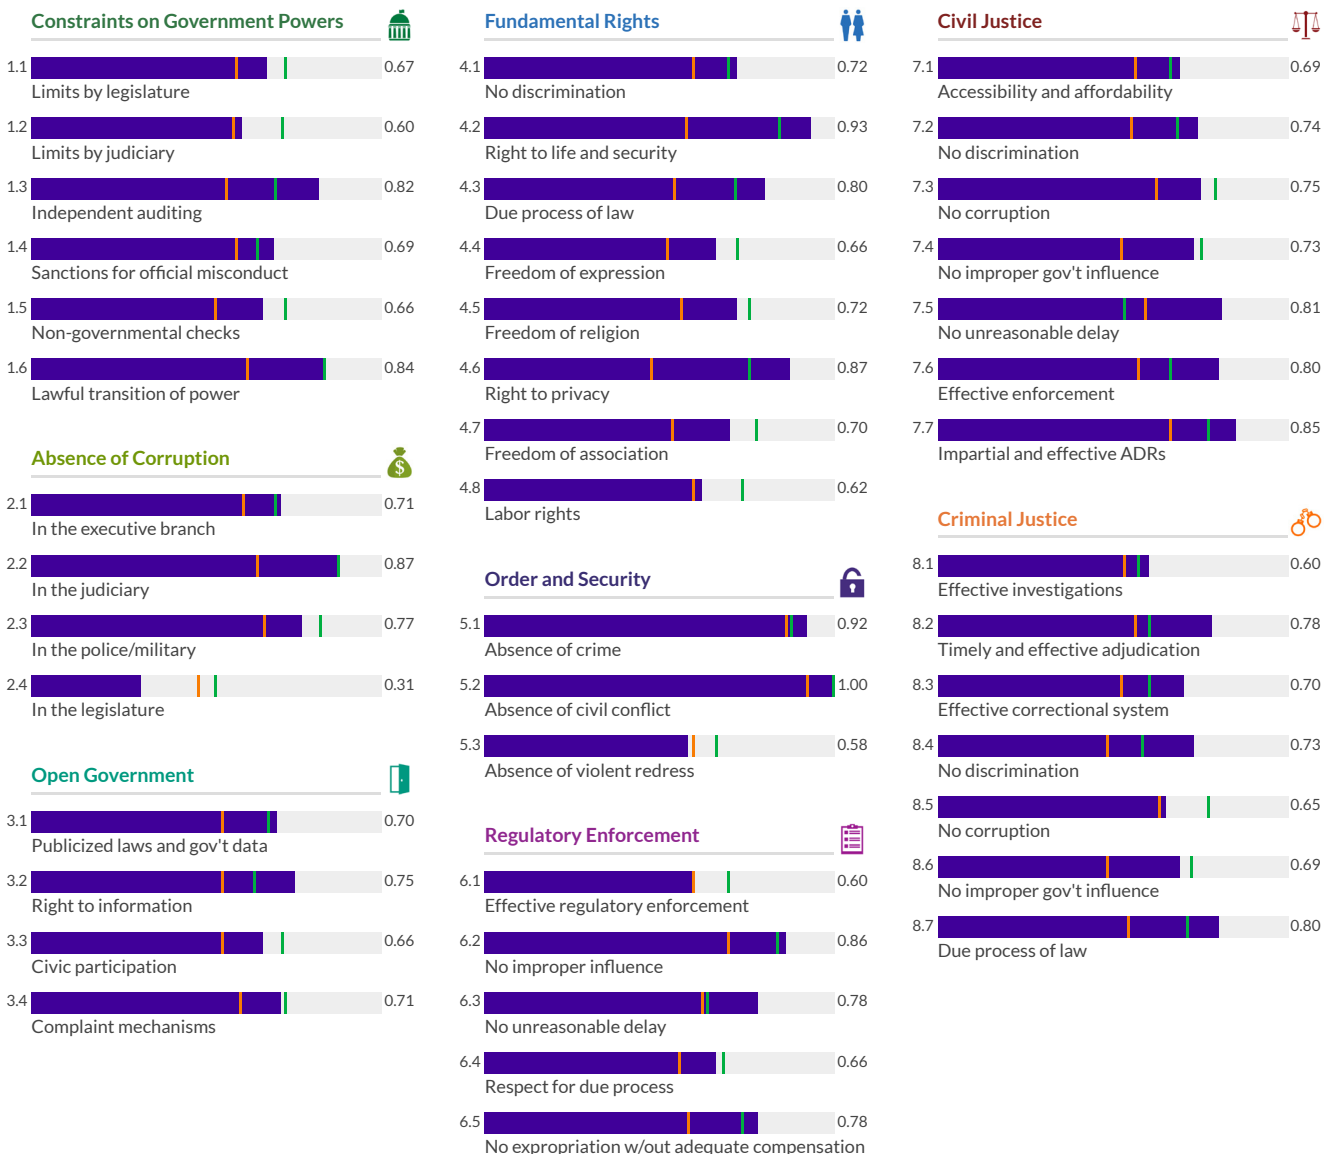 Constraints on Government Powers
1.1 0.67
Limits by legislature
1.2 0.60
Limits by judiciary
1.3 0.82
Independent auditing
1.4 0.69
Sanctions for official misconduct
1.5 0.66
Non-governmental checks
1.6 0.84
Lawful transition of power
Absence of Corruption
$
2.1 0.71
In the executive branch
2.2 0.87
In the judiciary
2.3 0.77
In the police/military
2.4 0.31
In the legislature
Open Government
3.1 0.70
Publicized laws and gov't data
3.2 0.75
Right to information
3.3 0.66
Civic participation
3.4 0.71
Complaint mechanisms
Fundamental Rights
4.1 0.72
No discrimination
4.2 0.93
Right to life and security
4.3 0.80
Due process of law
4.4 0.66
Freedom of expression
4.5 0.72
Freedom of religion
4.6 0.87
Right to privacy
4.7 0.70
Freedom of association
4.8 0.62
Labor rights
Order and Security
5.1 0.92
Absence of crime
5.2 1.00
Absence of civil conflict
5.3 0.58
Absence of violent redress
Regulatory Enforcement
6.1 0.60
Effective regulatory enforcement
6.2 0.86
No improper influence
6.3 0.78
No unreasonable delay
6.4 0.66
Respect for due process
6.5 0.78
No expropriation w/out adequate compensation
Civil Justice
7.1 0.69
Accessibility and affordability
7.2 0.74
No discrimination
7.3 0.75
No corruption
7.4 0.73
No improper gov't influence
7.5 0.81
No unreasonable delay
7.6 0.80
Effective enforcement
7.7 0.85
Impartial and effective ADRs
Criminal Justice
8.1 0.60
Effective investigations
8.2 0.78
Timely and effective adjudication
8.3 0.70
Effective correctional system
8.4 0.73
No discrimination
8.5 0.65
No corruption
8.6 0.69
No improper gov't influence
8.7 0.80
Due process of law